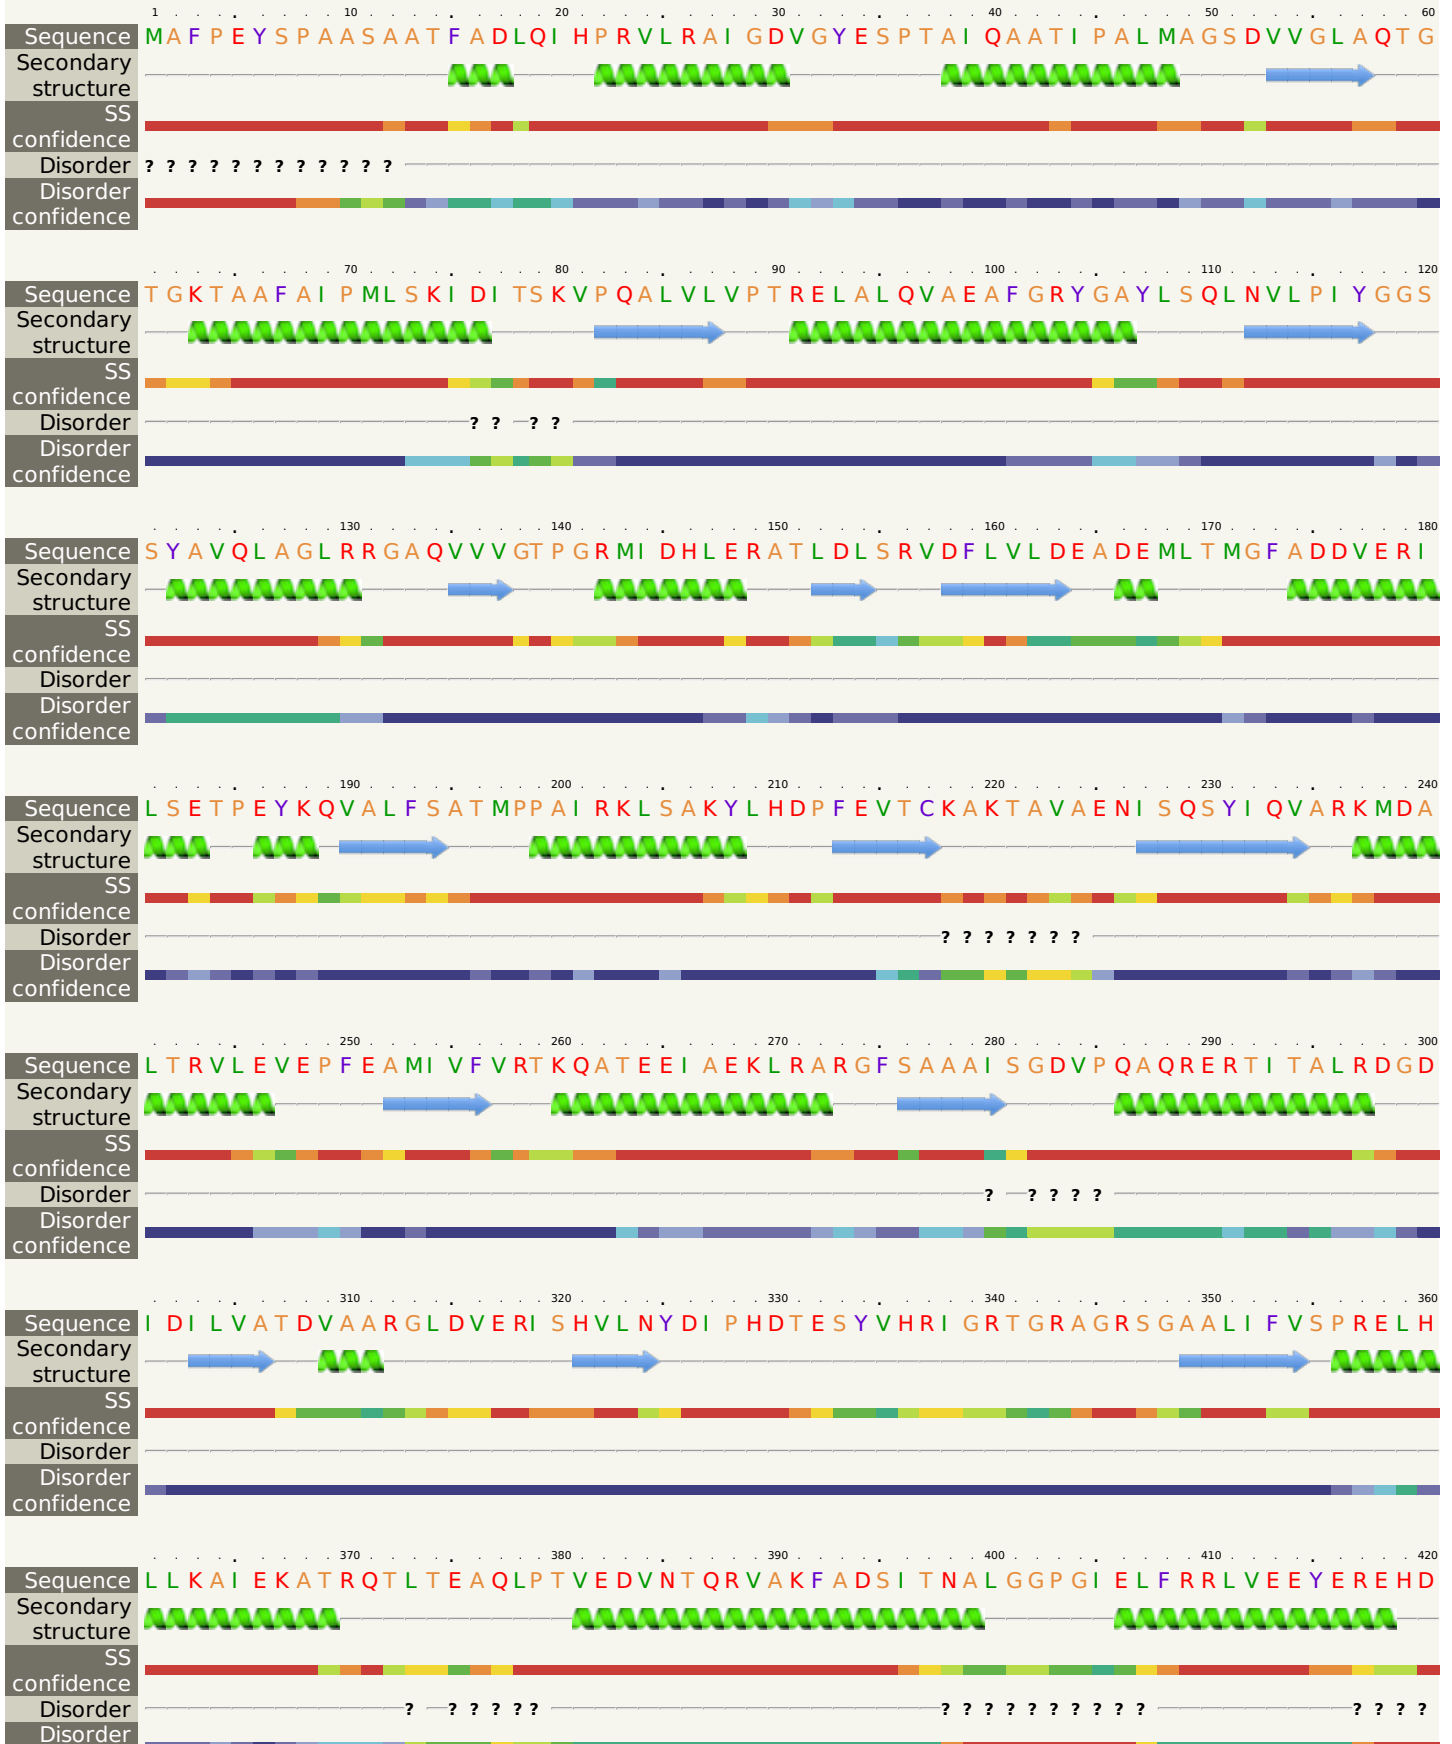 1 10 20 30 40 50 60
Sequence MAFPEYSPAASAATFADLQIHPRVLRAIGDVGYESPTAIQAATIPALMAGSDVVGLAQTG
Secondary
structure
SS
confidence
Disorder ? ? ? ? ? ? ? ? ? ? ? ?
Disorder
confidence
70 80 90 100 110 120
Sequence TGKTAAFAIPMLSKIDITSKVPQALVLVPTRELALQVAEAFGRYGAYLSQLNVLPIYGGS
Secondary
structure
SS
confidence
Disorder ? ? ? ?
Disorder
confidence
130 140 150 160 170 180
Sequence SYAVQLAGLRRGAQVVVGTPGRMIDHLERATLDLSRVDFLVLDEADEMLTMGFADDVERI
Secondary
structure
SS
confidence
Disorder
Disorder
confidence
190 200 210 220 230 240
Sequence LSETPEYKQVALFSATMPPAIRKLSAKYLHDPFEVTCKAKTAVAENISQSYIQVARKMDA
Secondary
structure
SS
confidence
Disorder ? ? ? ? ? ? ?
Disorder
confidence
250 260 270 280 290 300
Sequence LTRVLEVEPFEAMIVFVRTKQATEEIAEKLRARGFSAAAISGDVPQAQRERTITALRDGD
Secondary
structure
SS
confidence
Disorder ? ? ? ? ?
Disorder
confidence
310 320 330 340 350 360
Sequence IDILVATDVAARGLDVERISHVLNYDIPHDTESYVHRIGRTGRAGRSGAALIFVSPRELH
Secondary
structure
SS
confidence
Disorder
Disorder
confidence
370 380 390 400 410 420
Sequence LLKAIEKATRQTLTEAQLPTVEDVNTQRVAKFADSITNALGGPGIELFRRLVEEYEREHD
Secondary
structure
SS
confidence
Disorder ? ? ? ? ? ? ? ? ? ? ? ? ? ? ? ? ? ? ? ?
Disorder